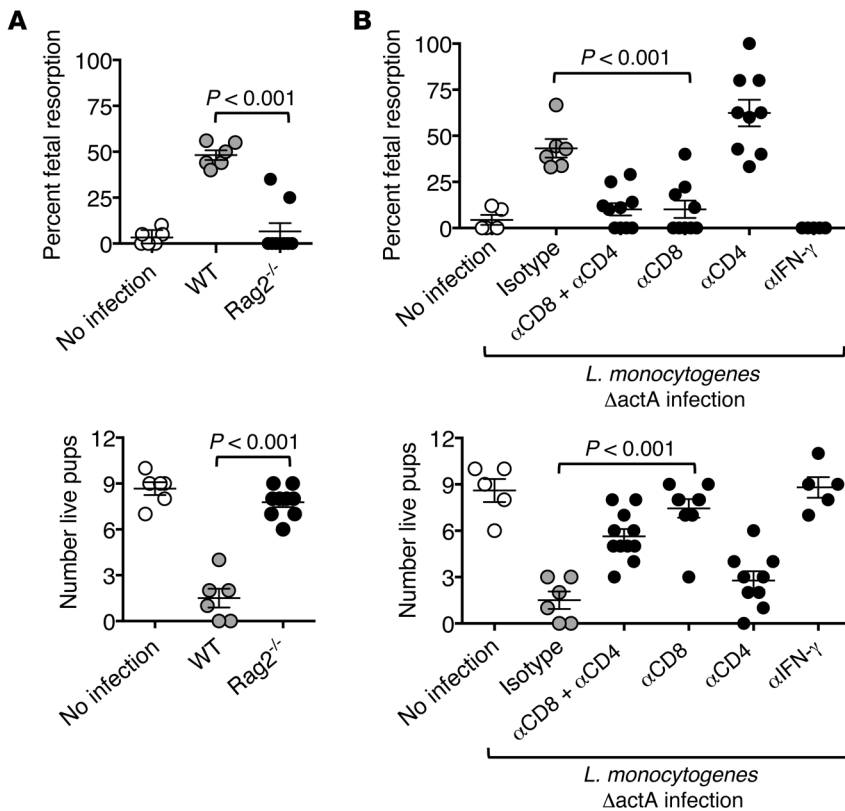 A
Percent fetal resorption
100
75
50
25
0
P < 0.001
No infection
WT
Rag2-/-
B
Percent fetal resorption
100
75
50
25
0
P < 0.001
No infection
Isotype
αCD8 + αCD4
αCD8
αCD4
αIFN-γ
L. monocytogenes
ΔactA infection
Number live pups
12
9
6
3
0
P < 0.001
No infection
WT
Rag2-/-
Number live pups
12
9
6
3
0
P < 0.001
No infection
Isotype
αCD8 + αCD4
αCD8
αCD4
αIFN-γ
L. monocytogenes
ΔactA infection